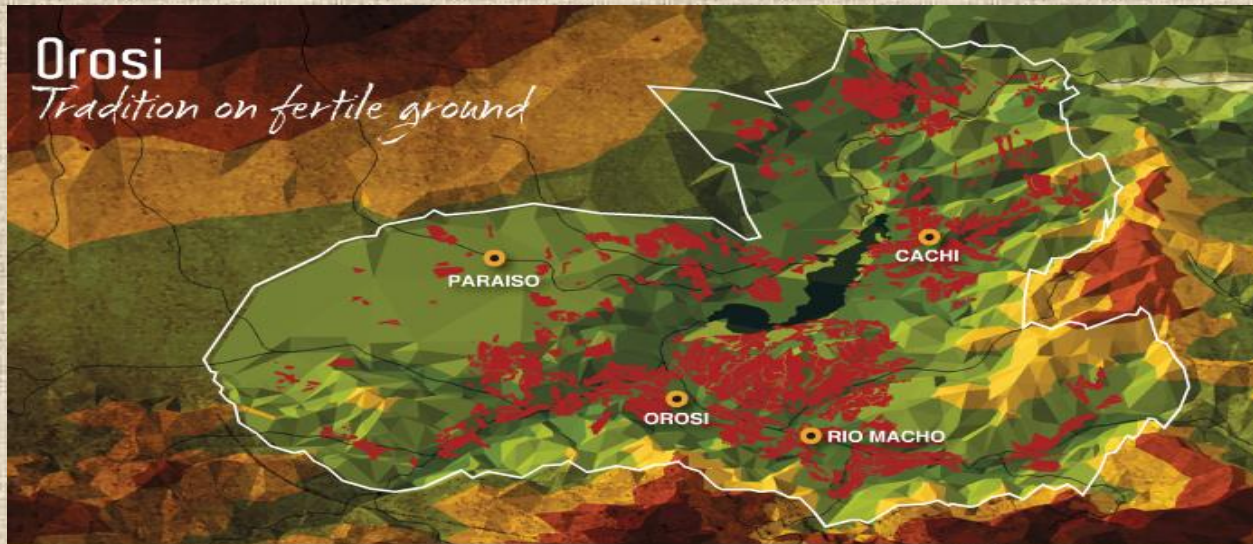 Orosi
Tradition on fertile ground
CACHI
PARAISO
OROSI
RIO MACHO